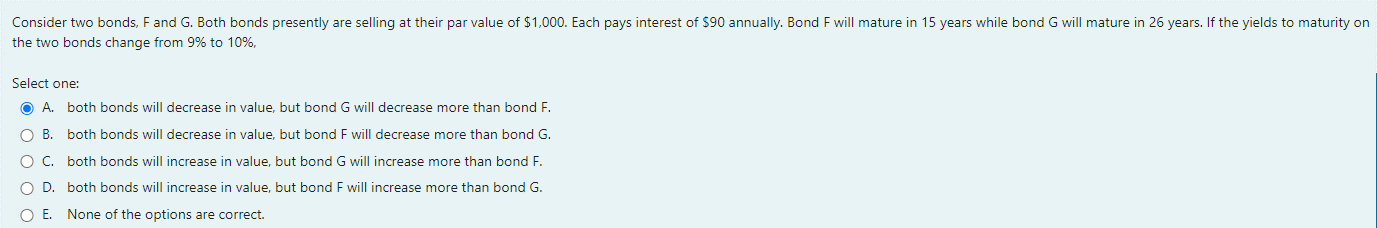 Consider two bonds, F and G. Both bonds presently are selling at their par value of $1,000. Each pays interest of $90 annually. Bond F will mature in 15 years while bond G will mature in 26 years. If the yields to maturity on
the two bonds change from 9% to 10%,
Select one:
A. both bonds will decrease in value, but bond G will decrease more than bond F.
B. both bonds will decrease in value, but bond F will decrease more than bond G.
C. both bonds will increase in value, but bond G will increase more than bond F.
D. both bonds will increase in value, but bond F will increase more than bond G.
E. None of the options are correct.